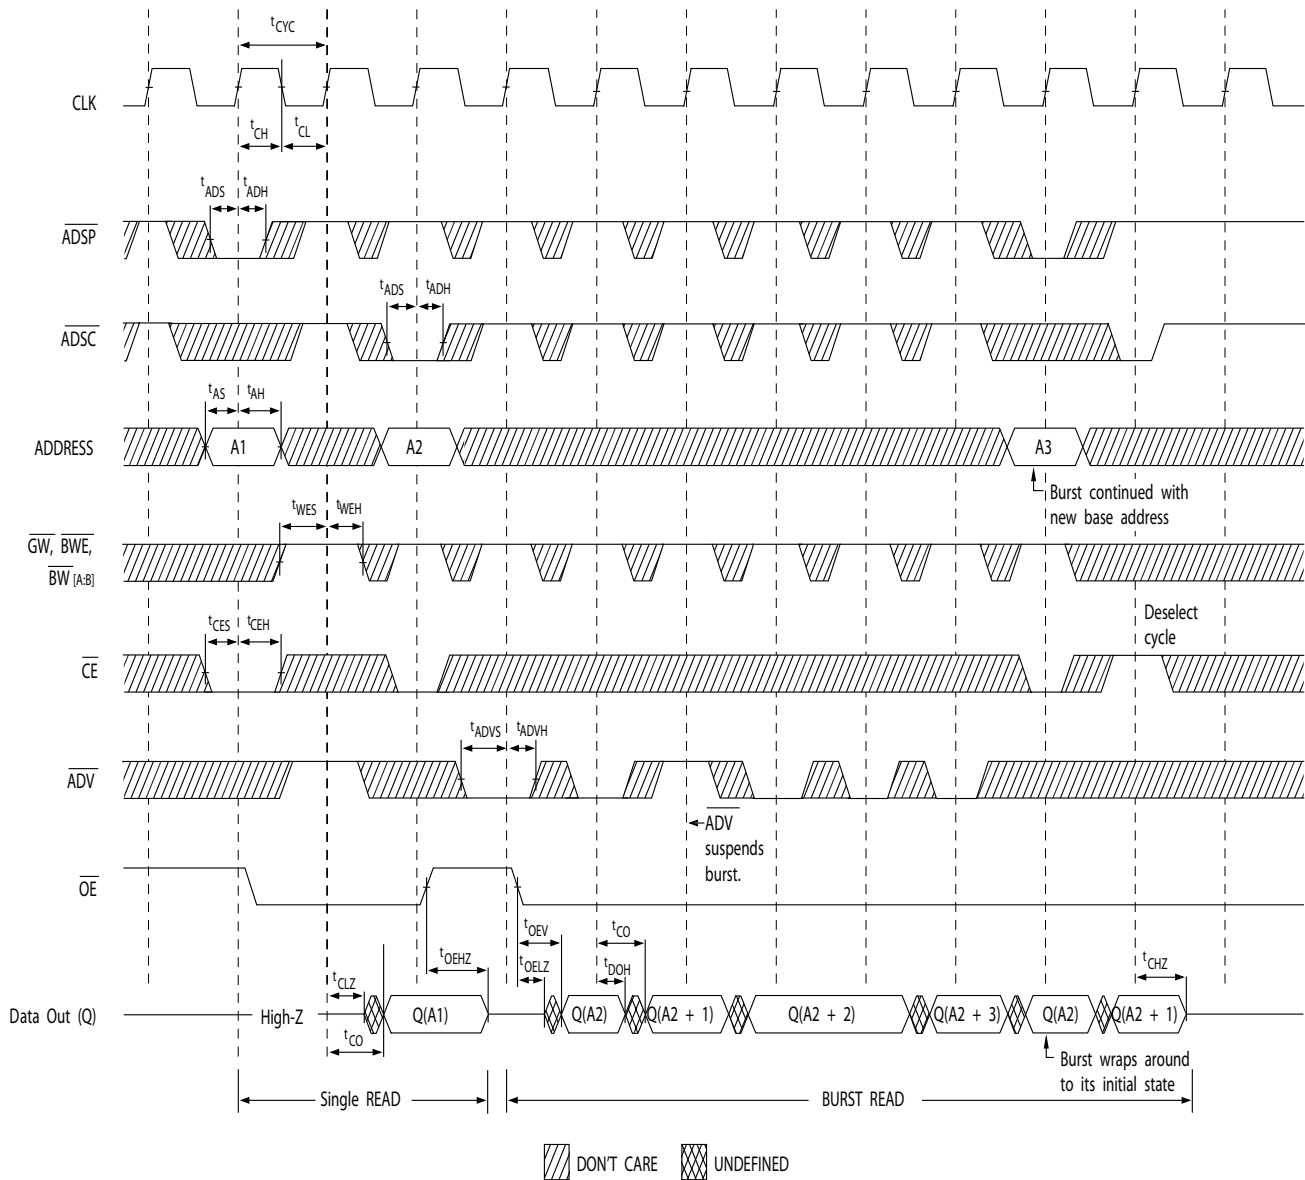 tCYC
CLK
tCH
tCL
tADS
tADH
ADSP
tADS
tADH
ADSC
tAS
tAH
ADDRESS
A1
A2
A3
Burst continued with
new base address
tWES
tWEH
GW, BWE,
BW [A:B]
Deselect
cycle
tCES
tCEH
CE
tADVS
tADVH
ADV
ADV
suspends
burst.
OE
tOEV
tCO
tOEHZ
tOELZ
tDOH
tCHZ
tCLZ
Data Out (Q)
High-Z
Q(A1)
Q(A2)
Q(A2 + 1)
Q(A2 + 2)
Q(A2 + 3)
Q(A2)
Q(A2 + 1)
tCO
Burst wraps around
to its initial state
Single READ
BURST READ
DON'T CARE
UNDEFINED